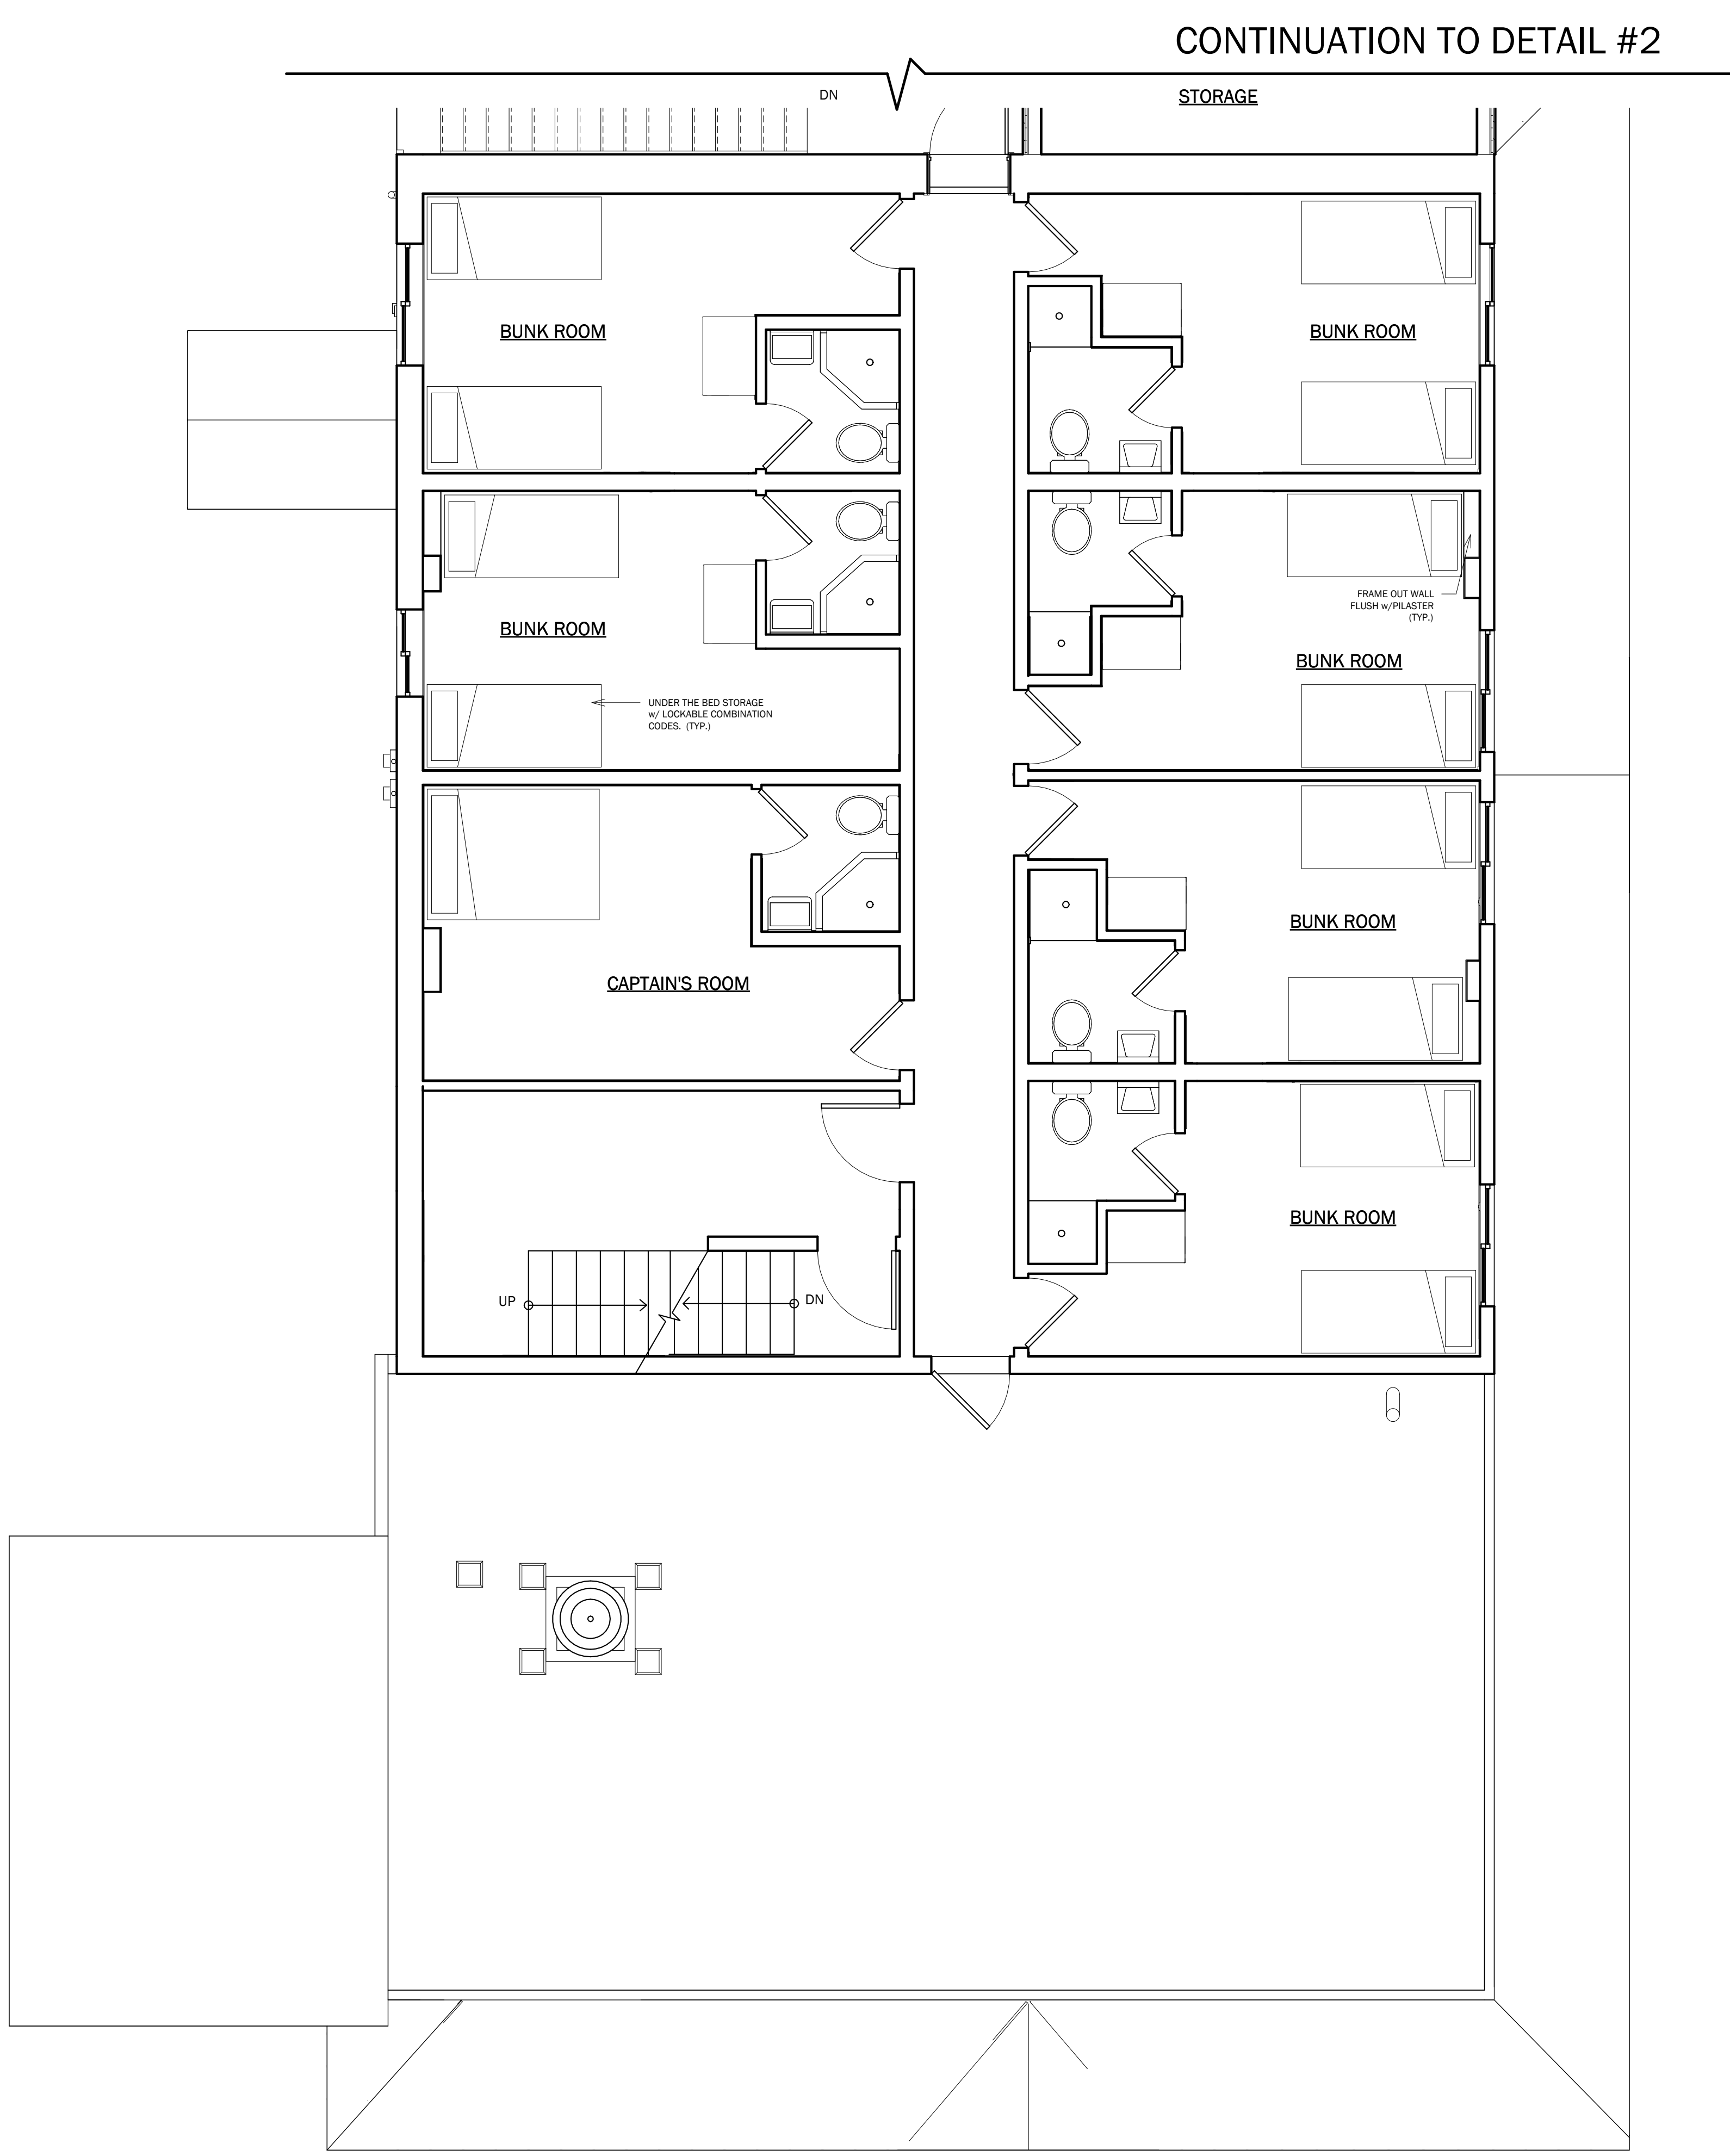 CONTINUATION TO DETAIL #2
DN
STORAGE
BUNK ROOM
BUNK ROOM
FRAME OUT WALL
FLUSH w/PILASTER
(TYP.)
BUNK ROOM
BUNK ROOM
UNDER THE BED STORAGE
w/ LOCKABLE COMBINATION
CODES. (TYP.)
BUNK ROOM
CAPTAIN'S ROOM
BUNK ROOM
UP
DN